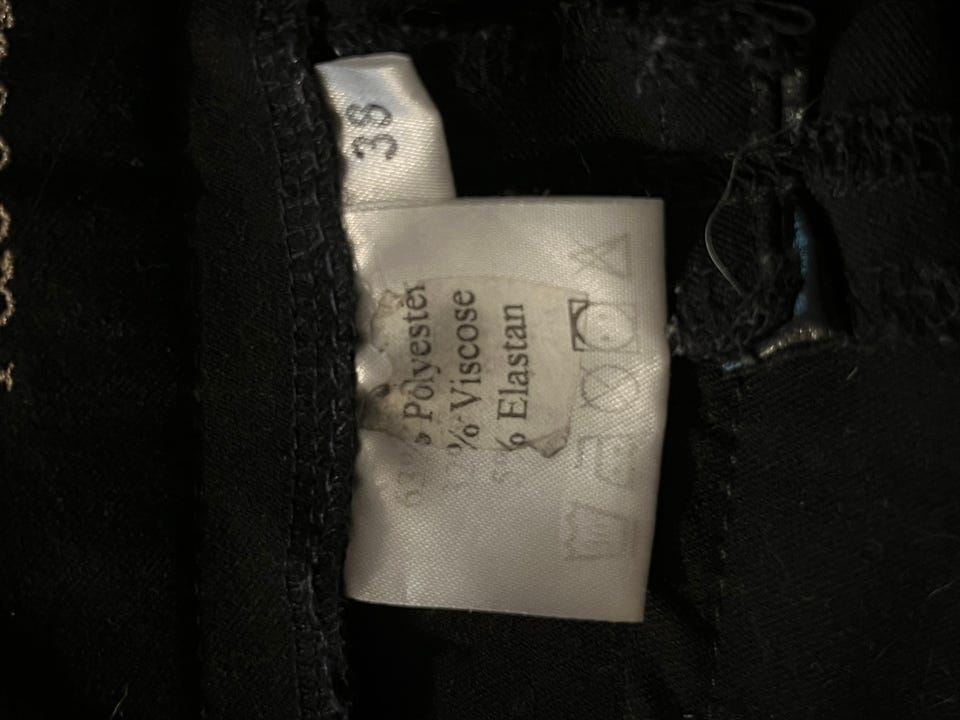 38
% Polyester
% Viscose
% Elastan